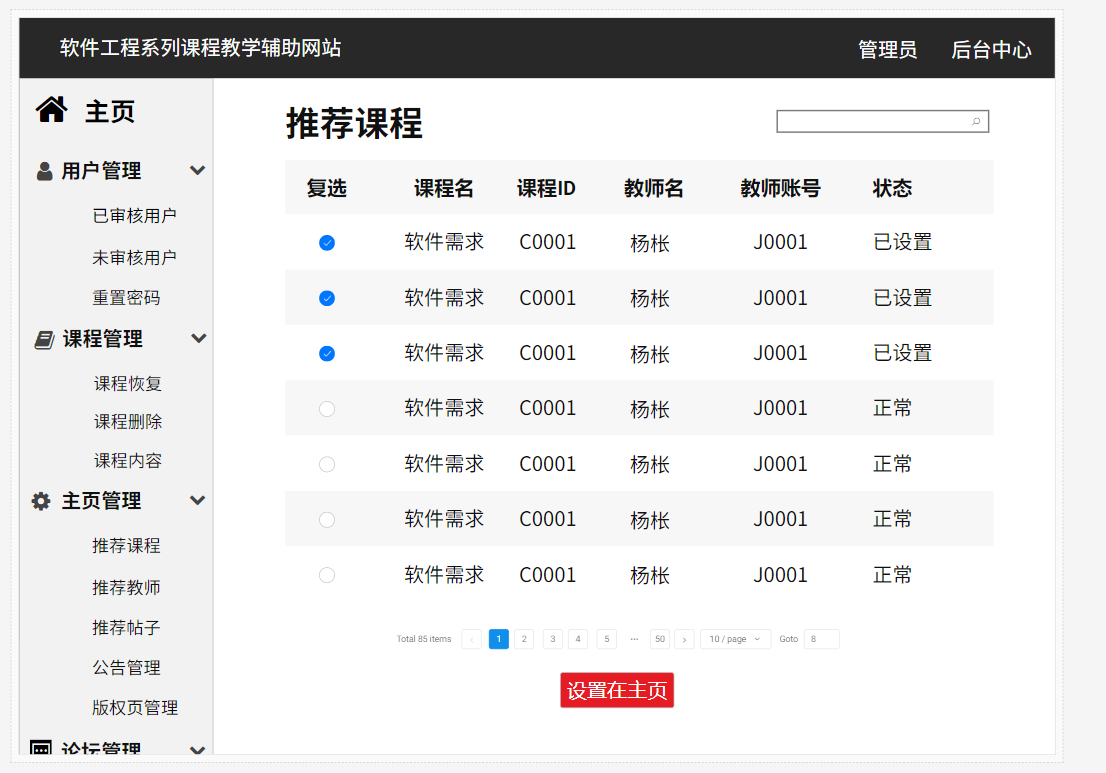 软件工程系列课程教学辅助网站 管理员 后台中心
主页
用户管理
已审核用户
未审核用户
重置密码
课程管理
课程恢复
课程删除
课程内容
主页管理
推荐课程
推荐教师
推荐帖子
公告管理
版权页管理
论坛管理
推荐课程
复选 课程名 课程ID 教师名 教师账号 状态
软件需求 C0001 杨枨 J0001 已设置
软件需求 C0001 杨枨 J0001 已设置
软件需求 C0001 杨枨 J0001 已设置
软件需求 C0001 杨枨 J0001 正常
软件需求 C0001 杨枨 J0001 正常
软件需求 C0001 杨枨 J0001 正常
软件需求 C0001 杨枨 J0001 正常
Total 85 items < 1 2 3 4 5 ··· 50 > 10 / page Goto 8
设置在主页